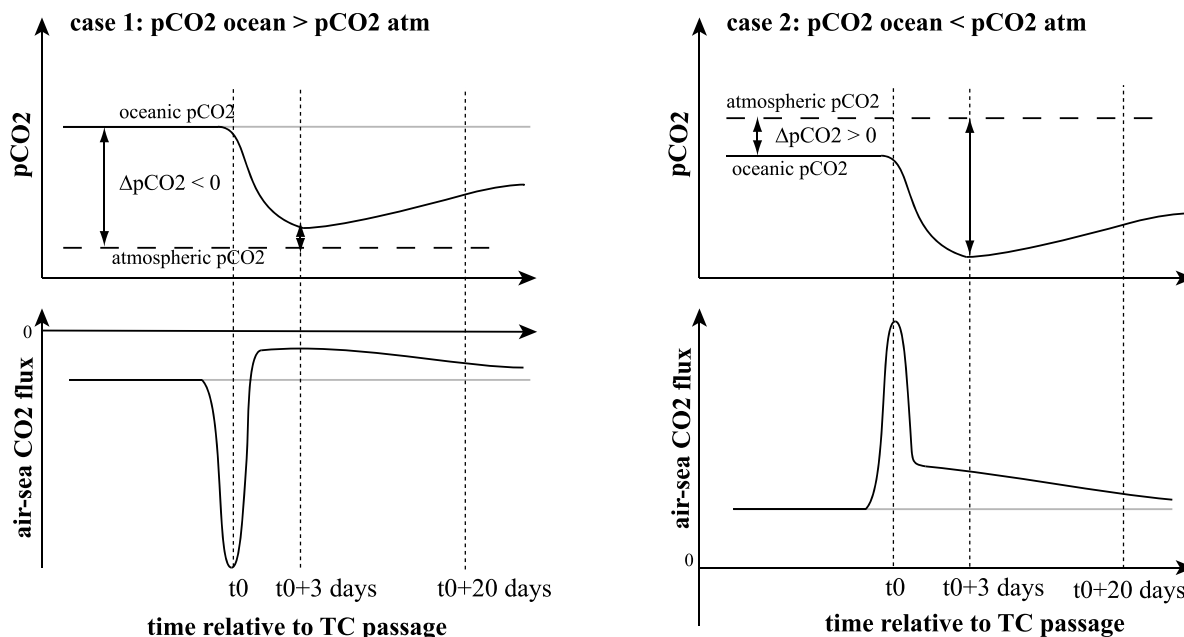 case 1: pCO2 ocean > pCO2 atm
pCO2
oceanic pCO2
ΔpCO2 < 0
atmospheric pCO2
0
air-sea CO2 flux
t0
t0+3 days
t0+20 days
time relative to TC passage
case 2: pCO2 ocean < pCO2 atm
pCO2
atmospheric pCO2
ΔpCO2 > 0
oceanic pCO2
air-sea CO2 flux
0
t0
t0+3 days
t0+20 days
time relative to TC passage